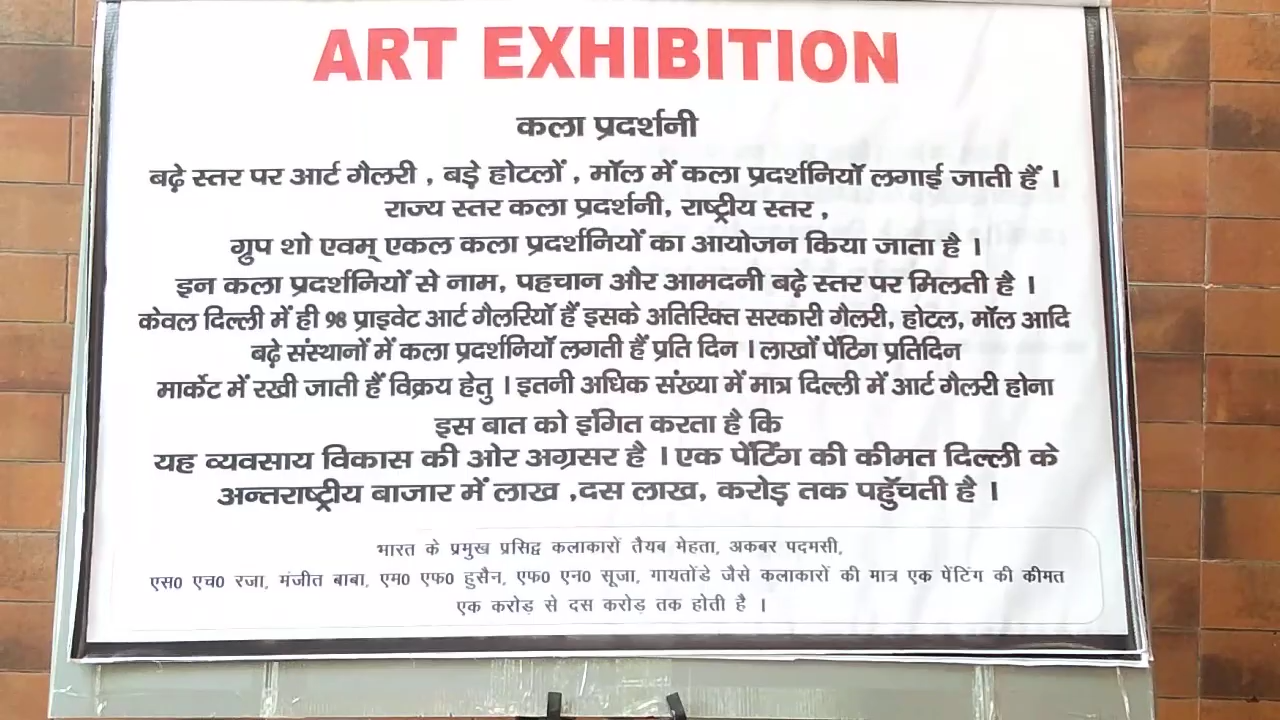 ART EXHIBITION
कला प्रदर्शनी
बढ़े स्तर पर आर्ट गैलरी , बड़े होटलों , मॉल में कला प्रदर्शनियॉ लगाई जाती हैं ।
राज्य स्तर कला प्रदर्शनी, राष्ट्रीय स्तर ,
ग्रुप शो एवम् एकल कला प्रदर्शनियों का आयोजन किया जाता है ।
इन कला प्रदर्शनियों से नाम, पहचान और आमदनी बढ़े स्तर पर मिलती है ।
केवल दिल्ली में ही 98 प्राइवेट आर्ट गैलरियॉ हैं इसके अतिरिक्त सरकारी गैलरी, होटल, मॉल आदि
बढ़े संस्थानों में कला प्रदर्शनियॉ लगती हैं प्रति दिन । लाखों पेंटिंग प्रतिदिन
मार्केट में रखी जाती हैं विक्रय हेतु । इतनी अधिक संख्या में मात्र दिल्ली में आर्ट गैलरी होना
इस बात को इंगित करता है कि
यह व्यवसाय विकास की ओर अग्रसर है । एक पेंटिंग की कीमत दिल्ली के
अन्तराष्ट्रीय बाजार में लाख ,दस लाख, करोड़ तक पहुॅचती है ।
भारत के प्रमुख प्रसिद्व कलाकारों तैयब मेहता, अकबर पदमसी,
एस0 एच0 रजा, मंजीत बाबा, एम0 एफ0 हुसैन, एफ0 एन0 सूजा, गायतोंडे जैसे कलाकारों की मात्र एक पेंटिंग की कीमत
एक करोड़ से दस करोड़ तक होती है ।